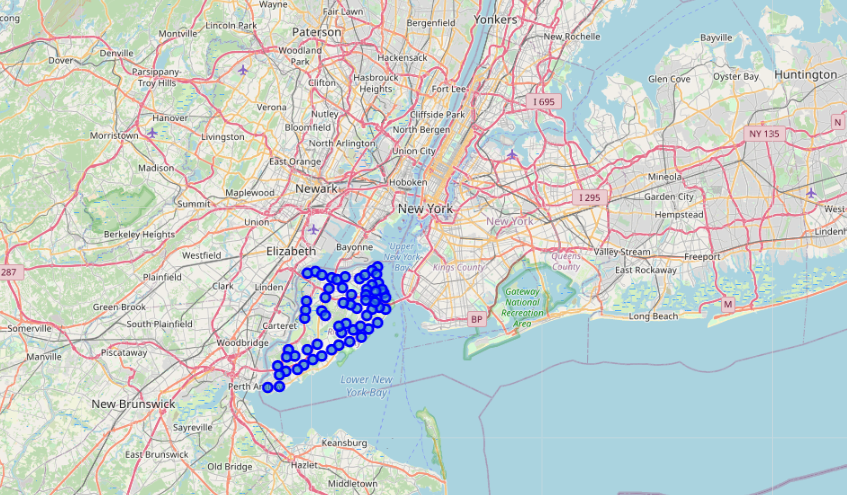 Wayne
Fair Lawn
Yonkers
Bergenfield
Lincoln Park
Montville
Paterson
New Rochelle
Bayville
Denville
Dover
Woodland
Park
Hackensack
Glen Cove
Oyster Bay
Huntington
Parsippany-
Troy Hills
Clifton
Hasbrouck
Heights
Fort Lee
I 695
Hanover
Verona
Nutley
Cliffside Park
Bloomfield
North Bergen
N
NY 135
Morristown
Livingston
North Arlington
Union City
East Orange
Madison
Mineola
Maplewood
Newark
Hoboken
I 295
Garden City
Summit
New York
Hempstead
Union
New York
Berkeley Heights
West
Lindenh
Elizabeth
Bayonne
Upper
New York
Bay
Valley Stream
Westfield
Queens
County
Freeport
287
Kings County
East Rockaway
Plainfield
Clark
Linden
Gateway
National
Recreation
Area
Green Brook
M
South Plainfield
Carteret
BP
Long Beach
Somerville
Woodbridge
Manville
Piscataway
Perth Am
Lower New
York Bay
New Brunswick
Sayreville
Keansburg
East Brunswick
Old Bridge
Hazlet
Middletown